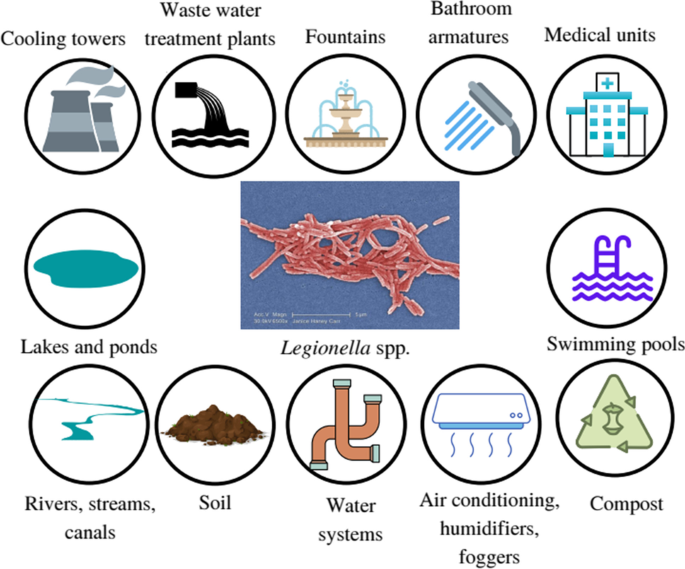 Cooling towers
Waste water
treatment plants
Fountains
Bathroom
armatures
Medical units
Lakes and ponds
Legionella spp.
Swimming pools
Rivers, streams,
canals
Soil
Water
systems
Air conditioning,
humidifiers,
foggers
Compost